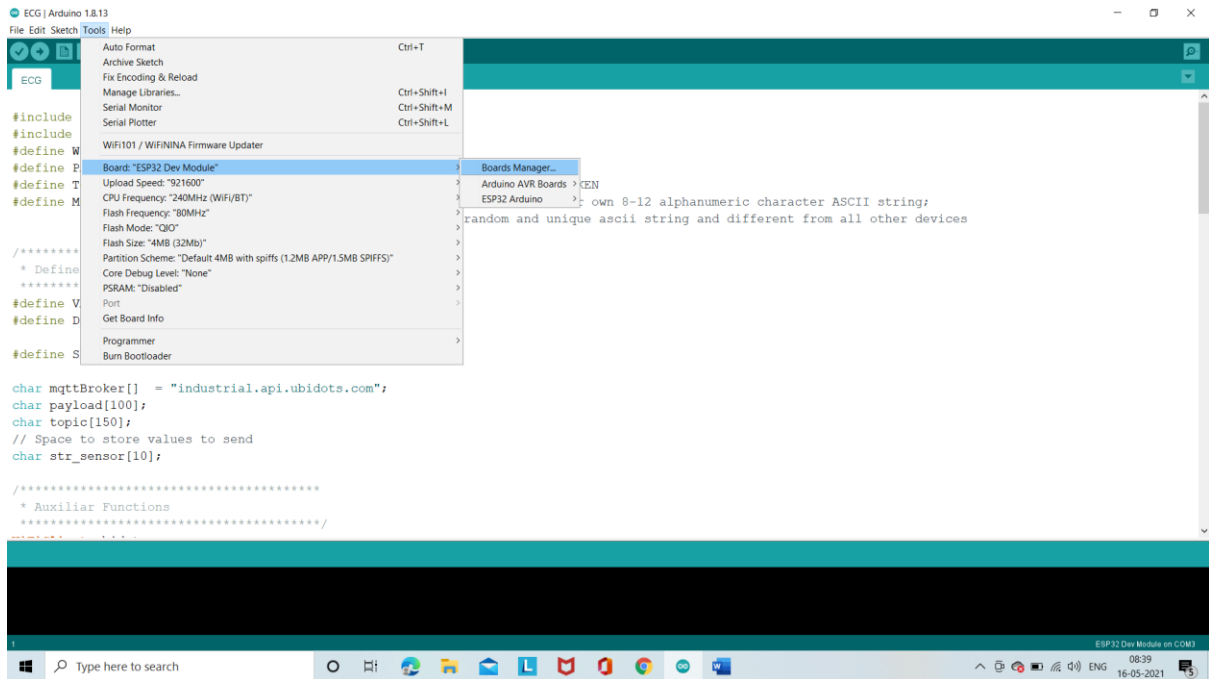 ECG | Arduino 1.8.13
File Edit Sketch Tools Help
ECG
Auto Format Ctrl+T
Archive Sketch
Fix Encoding & Reload
Manage Libraries... Ctrl+Shift+I
Serial Monitor Ctrl+Shift+M
Serial Plotter Ctrl+Shift+L
WiFi101 / WiFiNINA Firmware Updater
Board: "ESP32 Dev Module"
Upload Speed: "921600"
CPU Frequency: "240MHz (WiFi/BT)"
Flash Frequency: "80MHz"
Flash Mode: "QIO"
Flash Size: "4MB (32Mb)"
Partition Scheme: "Default 4MB with spiffs (1.2MB APP/1.5MB SPIFFS)"
Core Debug Level: "None"
PSRAM: "Disabled"
Port
Get Board Info
Programmer
Burn Bootloader
Boards Manager...
Arduino AVR Boards
ESP32 Arduino
#include
#include
#define W
#define P
#define T KEN
#define M own 8-12 alphanumeric character ASCII string;
random and unique ascii string and different from all other devices
/********
* Define
********
#define V
#define D
#define S
char mqttBroker[] = "industrial.api.ubidots.com";
char payload[100];
char topic[150];
// Space to store values to send
char str_sensor[10];
/****************************************
* Auxiliar Functions
****************************************/
1
ESP32 Dev Module on COM3
Type here to search
L
W
ENG
08:39
16-05-2021
5